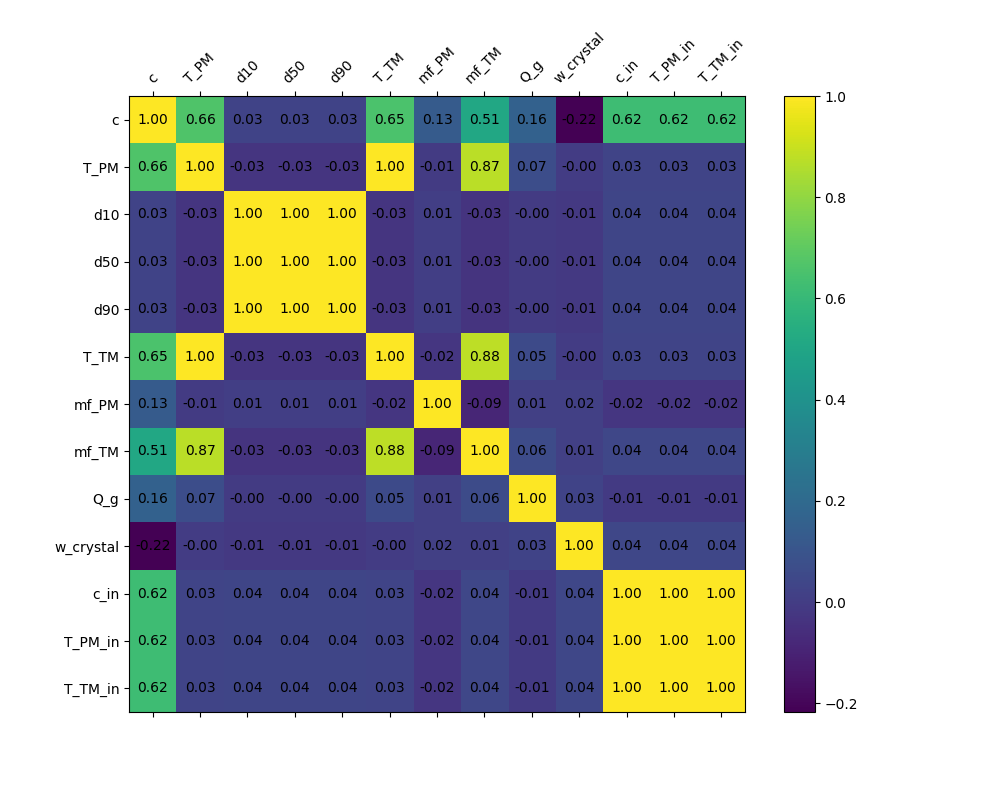 c T_PM d10 d50 d90 T_TM mf_PM mf_TM Q_g w_crystal c_in T_PM_in T_TM_in
c 1.00 0.66 0.03 0.03 0.03 0.65 0.13 0.51 0.16 -0.22 0.62 0.62 0.62
T_PM 0.66 1.00 -0.03 -0.03 -0.03 1.00 -0.01 0.87 0.07 -0.00 0.03 0.03 0.03
d10 0.03 -0.03 1.00 1.00 1.00 -0.03 0.01 -0.03 -0.00 -0.01 0.04 0.04 0.04
d50 0.03 -0.03 1.00 1.00 1.00 -0.03 0.01 -0.03 -0.00 -0.01 0.04 0.04 0.04
d90 0.03 -0.03 1.00 1.00 1.00 -0.03 0.01 -0.03 -0.00 -0.01 0.04 0.04 0.04
T_TM 0.65 1.00 -0.03 -0.03 -0.03 1.00 -0.02 0.88 0.05 -0.00 0.03 0.03 0.03
mf_PM 0.13 -0.01 0.01 0.01 0.01 -0.02 1.00 -0.09 0.01 0.02 -0.02 -0.02 -0.02
mf_TM 0.51 0.87 -0.03 -0.03 -0.03 0.88 -0.09 1.00 0.06 0.01 0.04 0.04 0.04
Q_g 0.16 0.07 -0.00 -0.00 -0.00 0.05 0.01 0.06 1.00 0.03 -0.01 -0.01 -0.01
w_crystal -0.22 -0.00 -0.01 -0.01 -0.01 -0.00 0.02 0.01 0.03 1.00 0.04 0.04 0.04
c_in 0.62 0.03 0.04 0.04 0.04 0.03 -0.02 0.04 -0.01 0.04 1.00 1.00 1.00
T_PM_in 0.62 0.03 0.04 0.04 0.04 0.03 -0.02 0.04 -0.01 0.04 1.00 1.00 1.00
T_TM_in 0.62 0.03 0.04 0.04 0.04 0.03 -0.02 0.04 -0.01 0.04 1.00 1.00 1.00
1.0
0.8
0.6
0.4
0.2
0.0
−0.2